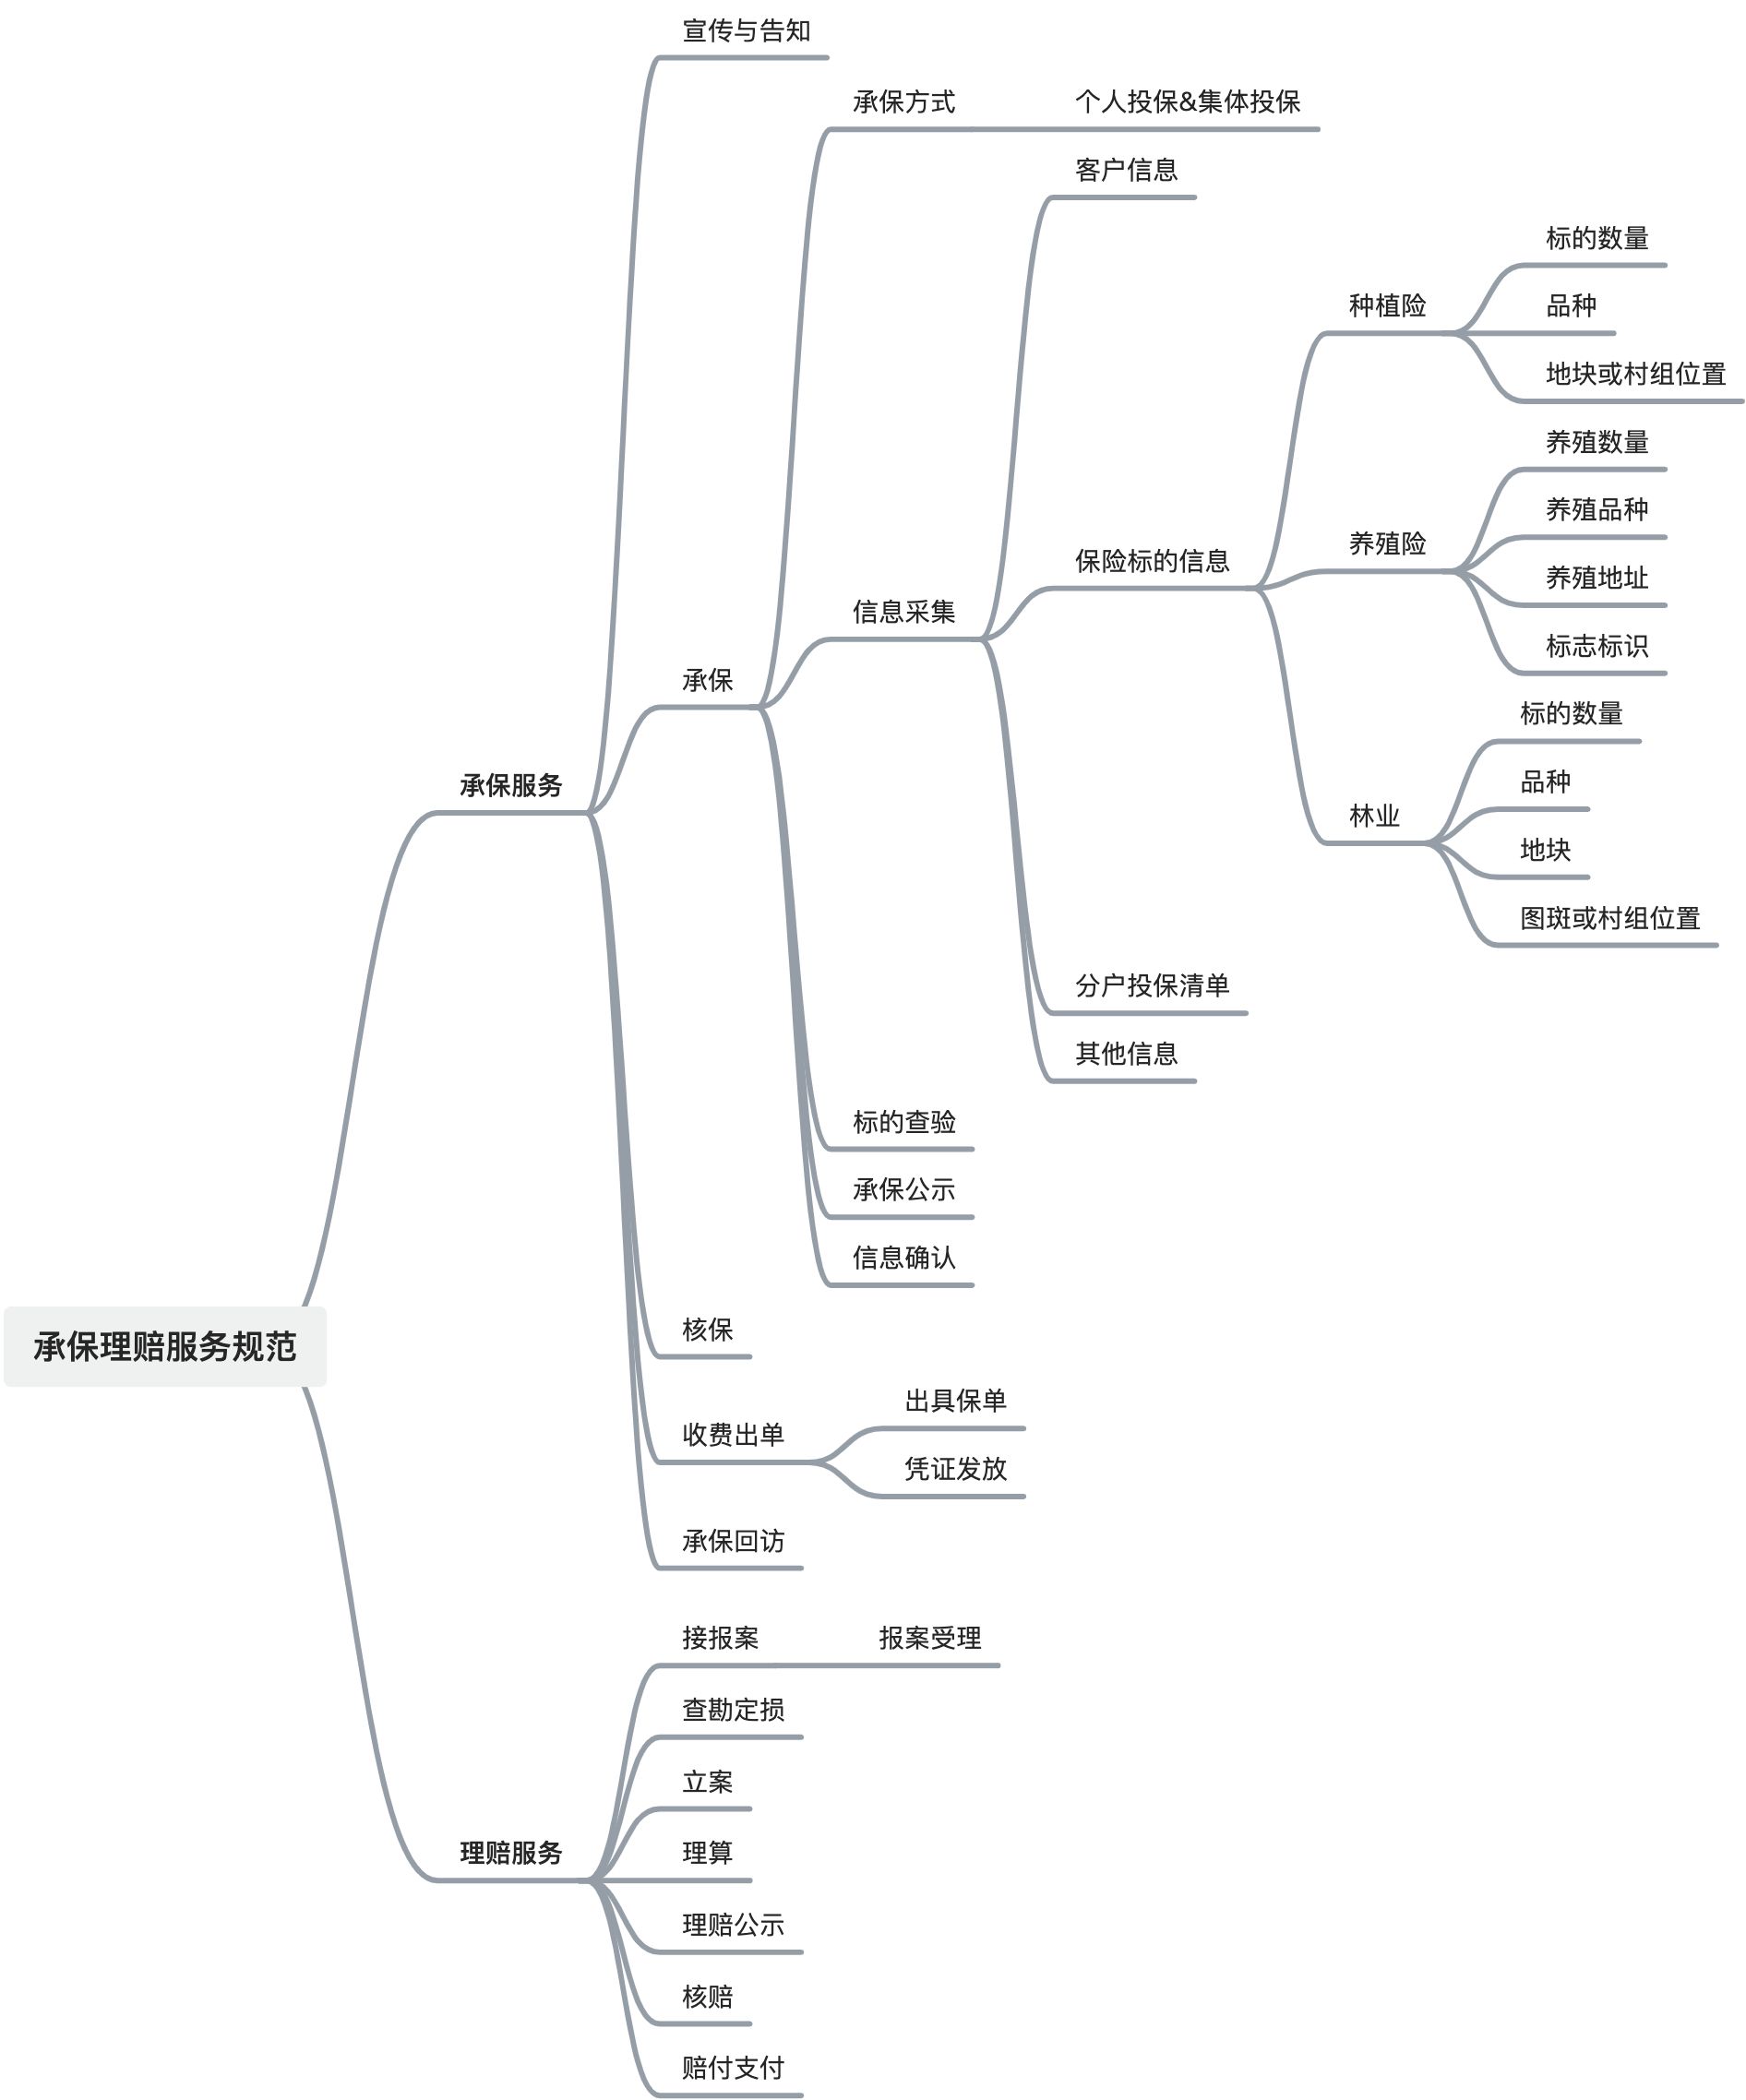 宣传与告知
承保方式
个人投保&集体投保
客户信息
标的数量
种植险
品种
地块或村组位置
养殖数量
养殖品种
养殖险
保险标的信息
养殖地址
信息采集
标志标识
承保
标的数量
品种
承保服务
林业
地块
图斑或村组位置
分户投保清单
其他信息
标的查验
承保公示
信息确认
核保
承保理赔服务规范
出具保单
收费出单
凭证发放
承保回访
接报案
报案受理
查勘定损
立案
理赔服务
理算
理赔公示
核赔
赔付支付